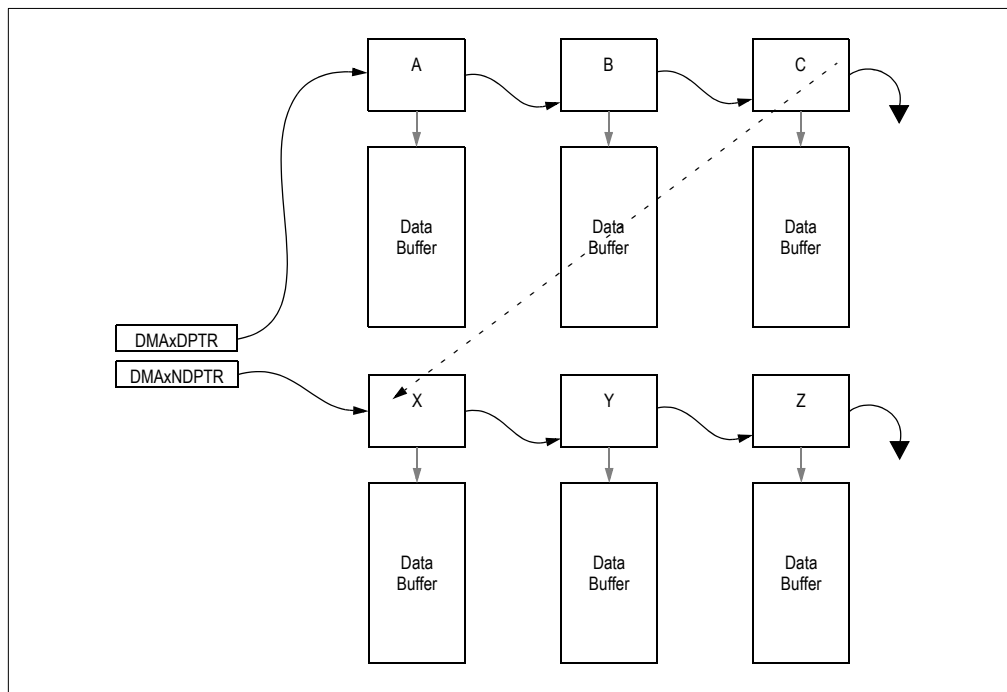 A
B
C
Data
Buffer
Data
Buffer
Data
Buffer
DMAxDPTR
DMAxNDPTR
X
Y
Z
Data
Buffer
Data
Buffer
Data
Buffer